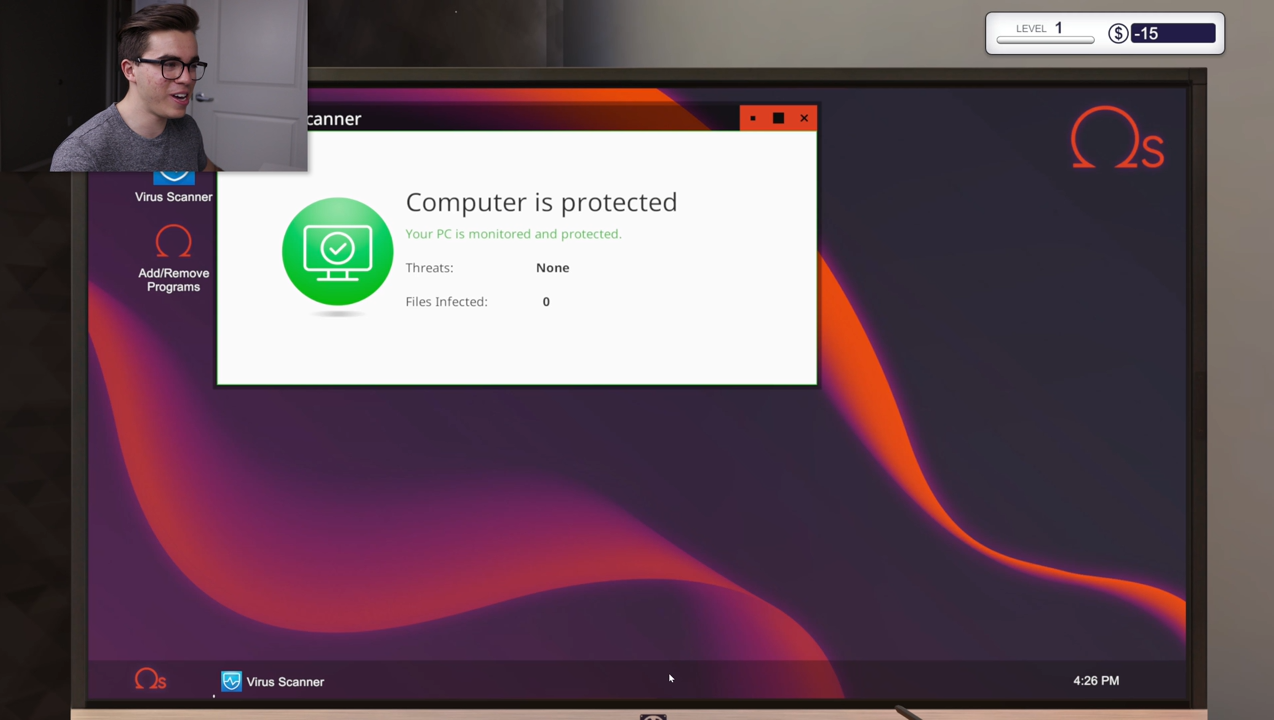 LEVEL 1
$ -15
canner
Computer is protected
Your PC is monitored and protected.
Threats: None
Files Infected: 0
Virus Scanner
Add/Remove
Programs
Ωs
Ωs
Virus Scanner
4:26 PM